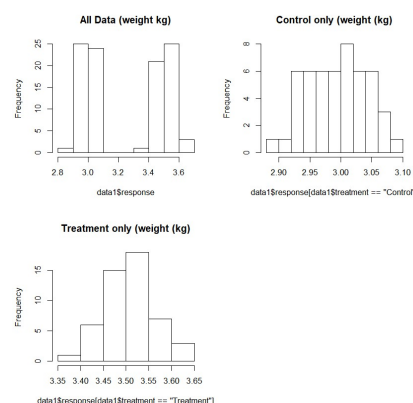 All Data (weight kg)
Frequency
0 5 10 15 20 25
2.8 3.0 3.2 3.4 3.6
data1$response
Control only (weight (kg)
Frequency
0 2 4 6 8
2.90 2.95 3.00 3.05 3.10
data1$response[data1$treatment == "Control"
Treatment only (weight (kg)
Frequency
0 5 10 15
3.35 3.40 3.45 3.50 3.55 3.60 3.65
data1$response[data1$treatment == "Treatment"]